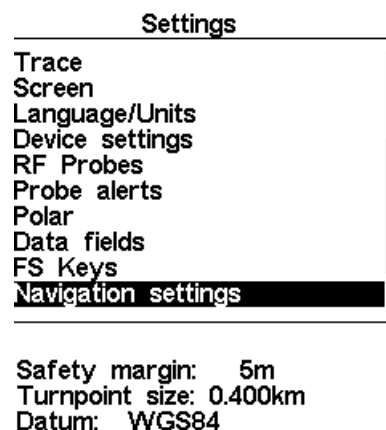 Settings
Trace
Screen
Language/Units
Device settings
RF Probes
Probe alerts
Polar
Data fields
FS Keys
Navigation settings
Safety margin: 5m
Turnpoint size: 0.400km
Datum: WGS84